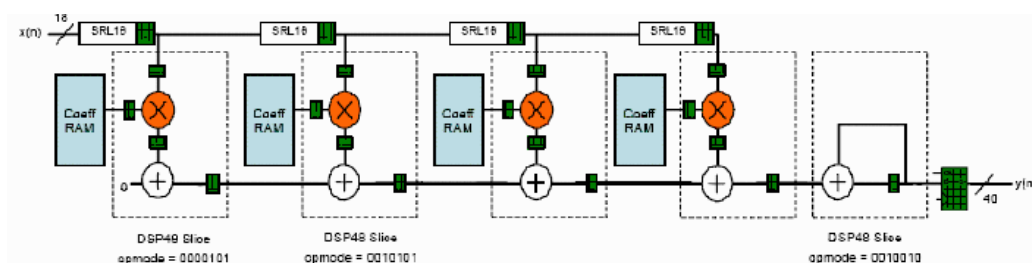 18
x(n)
SRL16
SRL16
SRL16
SRL16
Coeff
RAM
Coeff
RAM
Coeff
RAM
Coeff
RAM
0
y(n
40
DSP48 Slice
opmode = 0000101
DSP48 Slice
opmode = 0010101
DSP48 Slice
opmode = 0010010